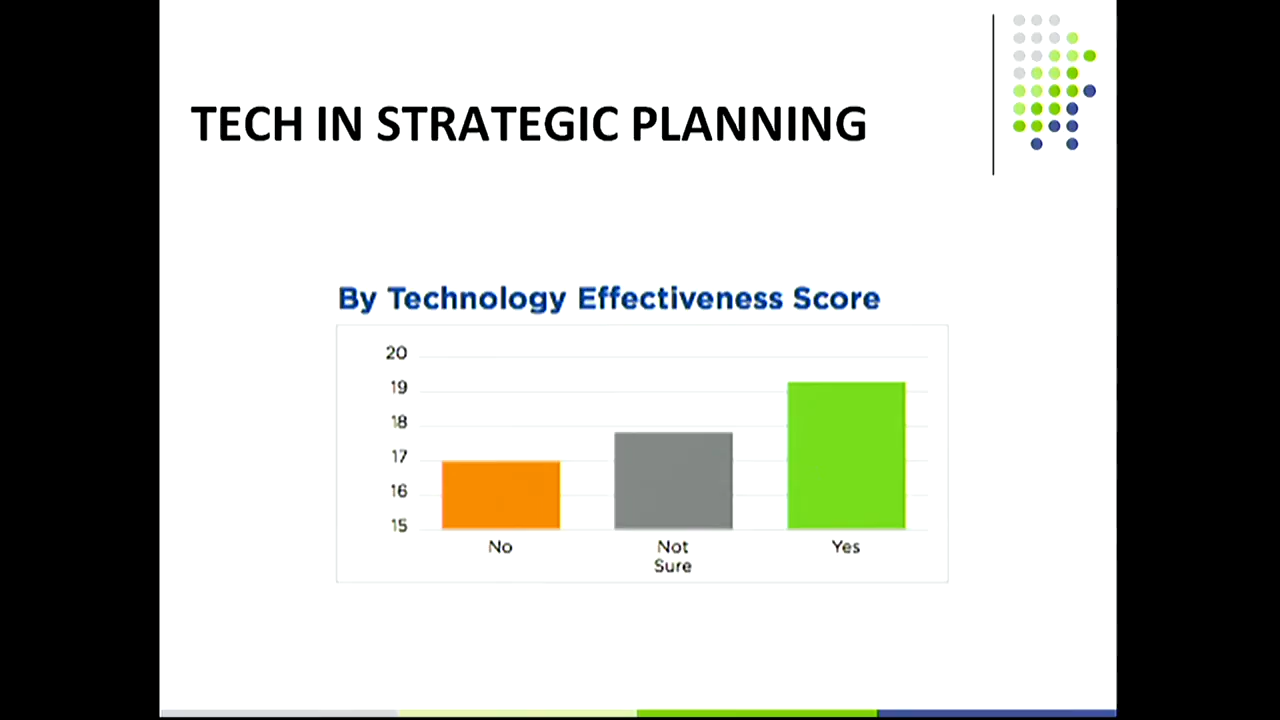 TECH IN STRATEGIC PLANNING
By Technology Effectiveness Score
20
19
18
17
16
15
No
Not
Sure
Yes